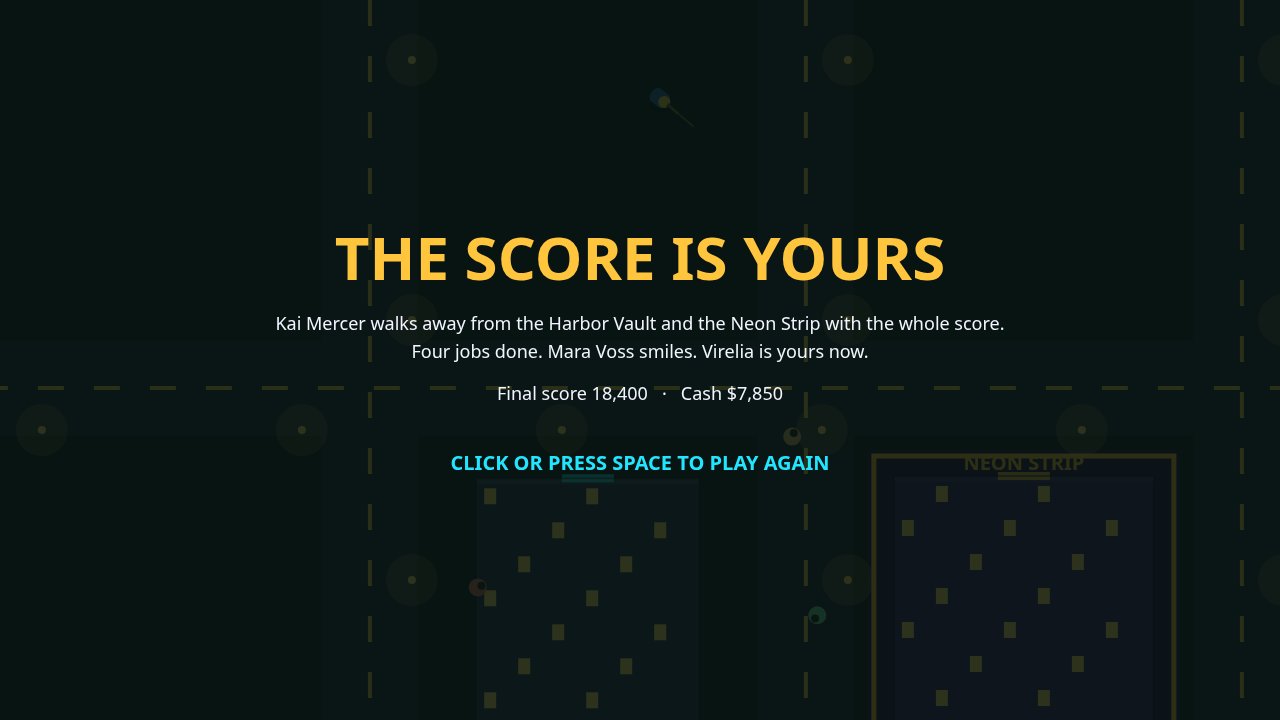 THE SCORE IS YOURS
Kai Mercer walks away from the Harbor Vault and the Neon Strip with the whole score.
Four jobs done. Mara Voss smiles. Virelia is yours now.
Final score 18,400 · Cash $7,850
CLICK OR PRESS SPACE TO PLAY AGAIN
NEON STRIP